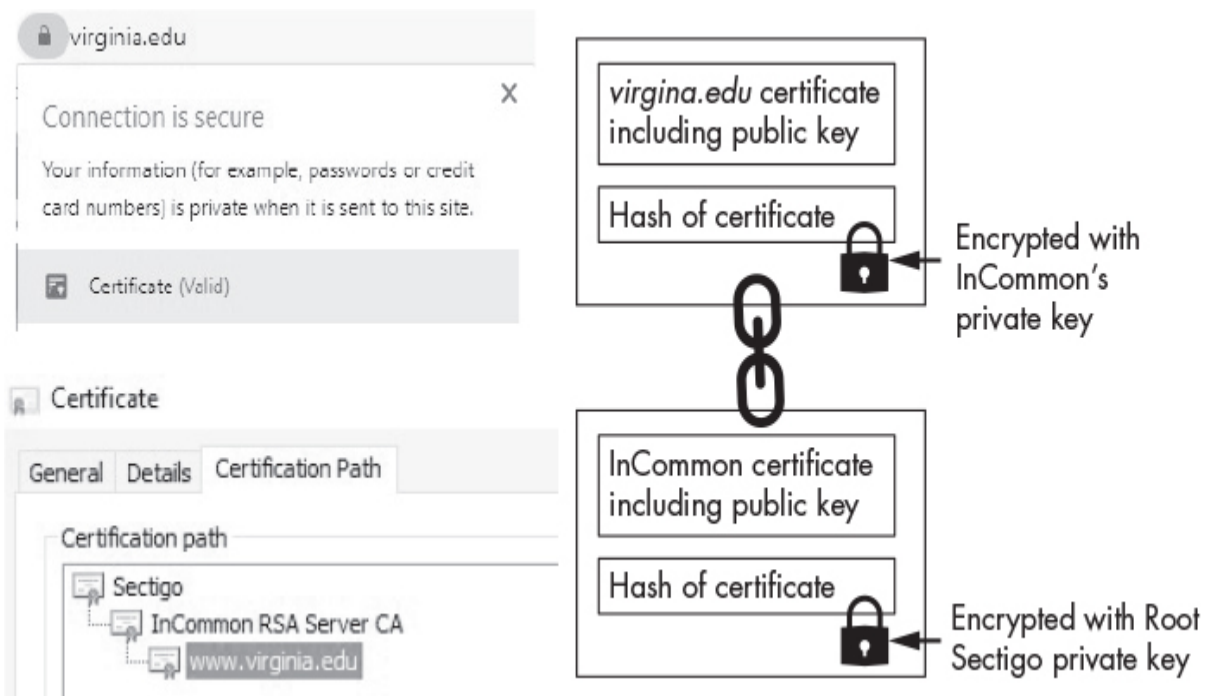 virginia.edu
Connection is secure
X
Your information (for example, passwords or credit
card numbers) is private when it is sent to this site.
Certificate (Valid)
Certificate
General Details Certification Path
Certification path
Sectigo
InCommon RSA Server CA
www.virginia.edu
virgina.edu certificate
including public key
Hash of certificate
Encrypted with
InCommon's
private key
InCommon certificate
including public key
Hash of certificate
Encrypted with Root
Sectigo private key